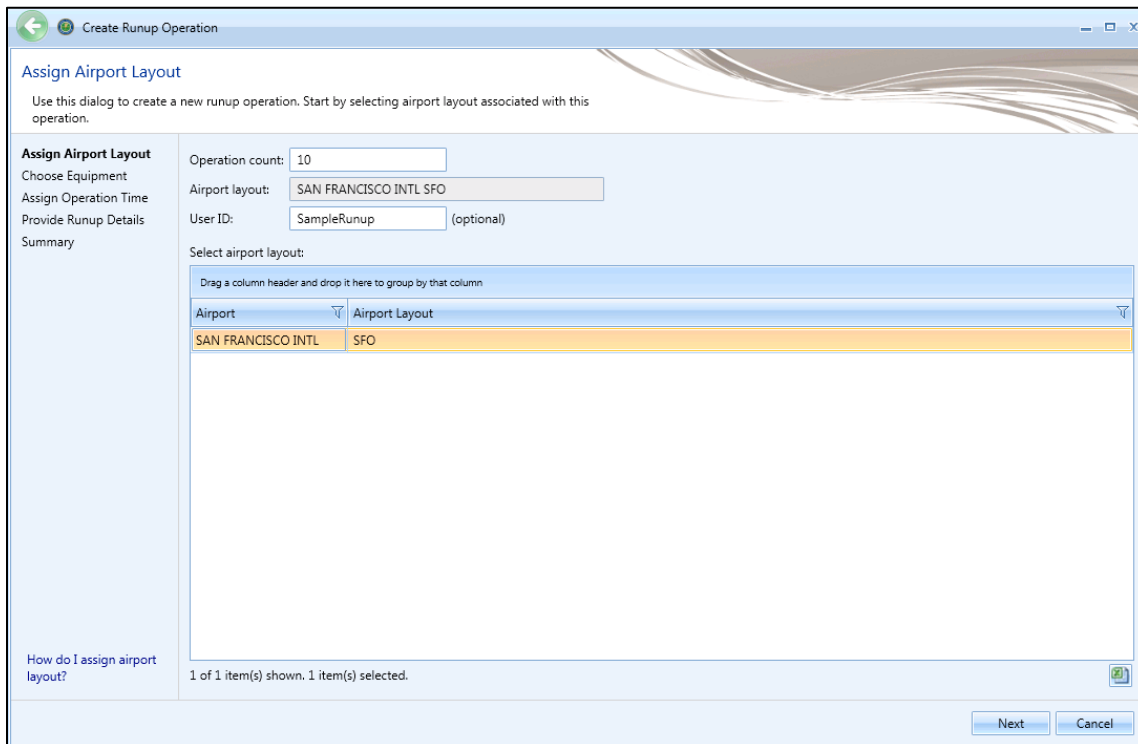 Create Runup Operation
Assign Airport Layout
Use this dialog to create a new runup operation. Start by selecting airport layout associated with this
operation.
Assign Airport Layout
Choose Equipment
Assign Operation Time
Provide Runup Details
Summary
Operation count: 10
Airport layout: SAN FRANCISCO INTL SFO
User ID: SampleRunup (optional)
Select airport layout:
Drag a column header and drop it here to group by that column
Airport Airport Layout
SAN FRANCISCO INTL SFO
How do I assign airport
layout?
1 of 1 item(s) shown. 1 item(s) selected.
Next Cancel